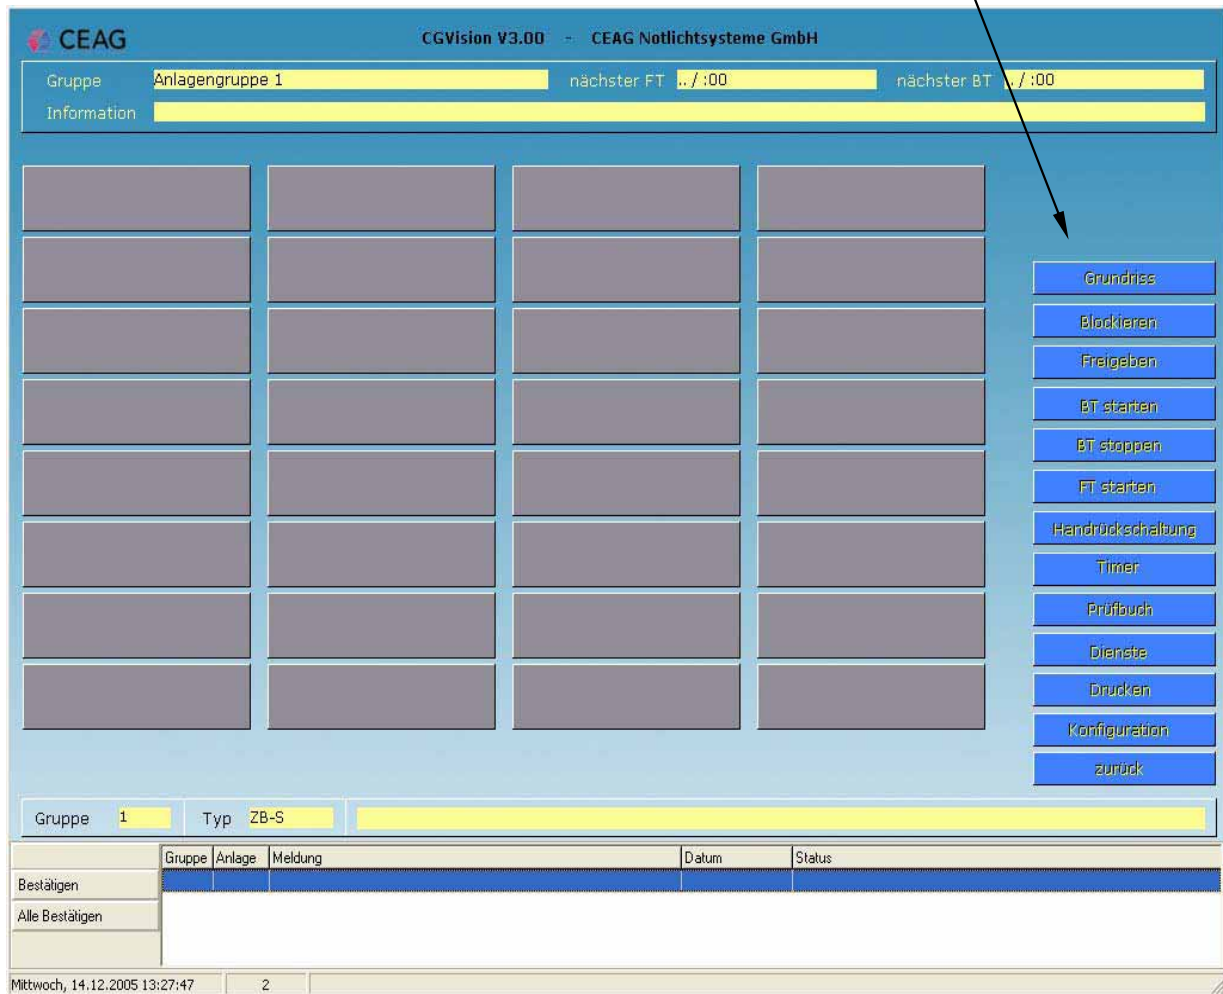 CEAG
CGVision V3.00 - CEAG Notlichtsysteme GmbH
Gruppe Anlagengruppe 1 nächster FT .. / :00 nächster BT . / :00
Information
Grundriss
Blockieren
Freigeben
BT starten
BT stoppen
FT starten
Handrückschaltung
Timer
Prüfbuch
Dienste
Drucken
Konfiguration
zurück
Gruppe 1 Typ ZB-S
Gruppe Anlage Meldung Datum Status
Bestätigen
Alle Bestätigen
Mittwoch, 14.12.2005 13:27:47 2